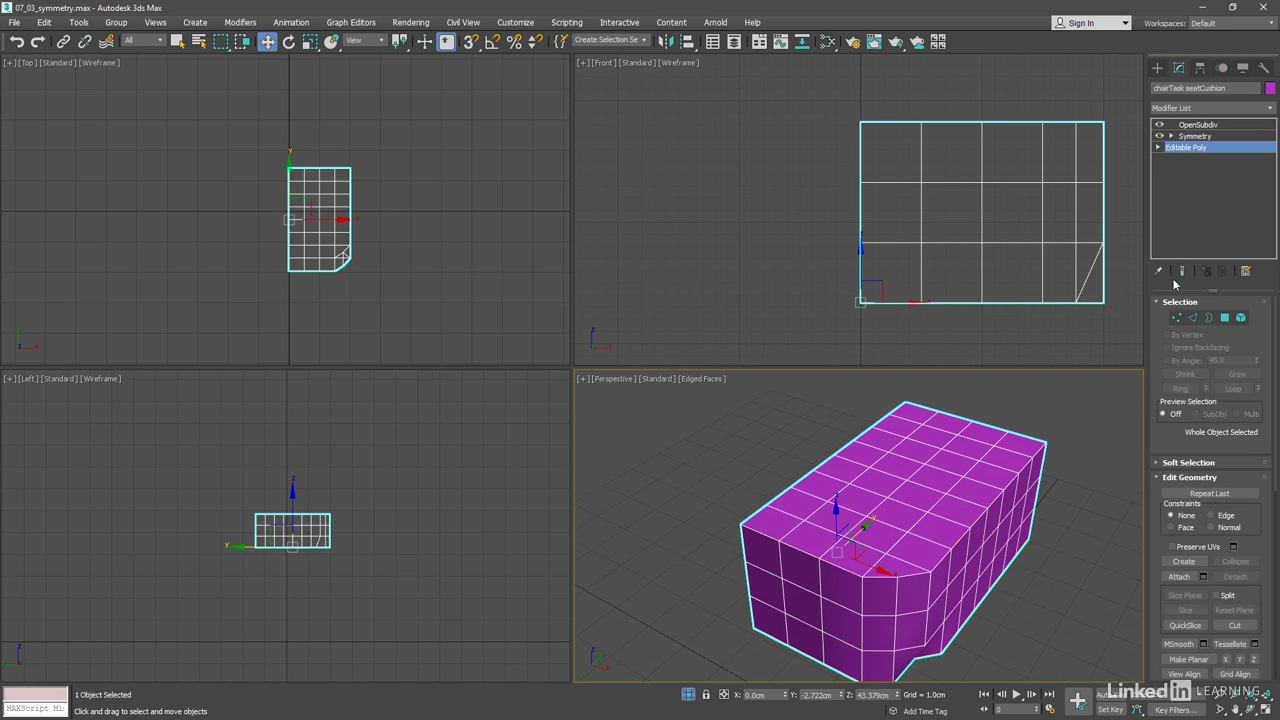 07_03_symmetry.max - Autodesk 3ds Max
File Edit Tools Group Views Create Modifiers Animation Graph Editors Rendering Civil View Customize Scripting Interactive Content Arnold Help Sign In Workspaces: Default
All View Create Selection Se
[+] [Top] [Standard] [Wireframe]
[+] [Front] [Standard] [Wireframe]
[+] [Left] [Standard] [Wireframe]
[+] [Perspective] [Standard] [Edged Faces]
chairTask seatCushion
Modifier List
OpenSubdiv
Symmetry
Editable Poly
Selection
By Vertex
Ignore Backfacing
By Angle: 45.0
Shrink Grow
Ring Loop
Preview Selection
Off SubObj Multi
Whole Object Selected
Soft Selection
Edit Geometry
Repeat Last
Constraints
None Edge
Face Normal
Preserve UVs
Create Collapse
Attach Detach
Slice Plane Split
Slice Reset Plane
QuickSlice Cut
MSmooth Tessellate
Make Planar X Y Z
View Align Grid Align
1 Object Selected
X: 0.0cm Y: -2.722cm Z: 43.379cm Grid = 1.0cm
MAXScript Mi
Click and drag to select and move objects
Add Time Tag
0
Set Key Key Filters...
Linked in LEARNING